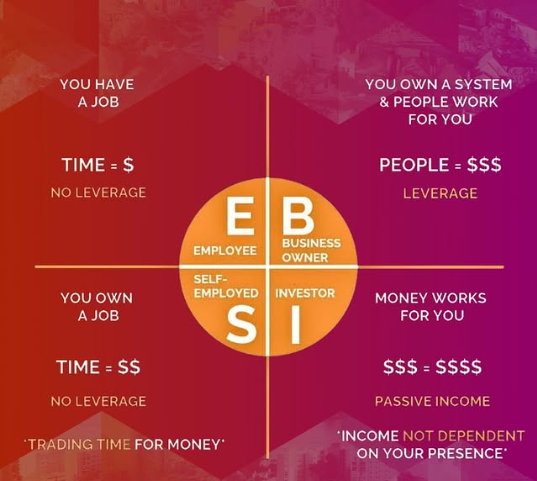 YOU HAVE
A JOB
TIME = $
NO LEVERAGE
YOU OWN A SYSTEM
& PEOPLE WORK
FOR YOU
PEOPLE = $$$
LEVERAGE
E
EMPLOYEE
B
BUSINESS
OWNER
SELF-
EMPLOYED
S
INVESTOR
I
YOU OWN
A JOB
TIME = $$
NO LEVERAGE
*TRADING TIME FOR MONEY*
MONEY WORKS
FOR YOU
$$$ = $$$$
PASSIVE INCOME
*INCOME NOT DEPENDENT
ON YOUR PRESENCE*